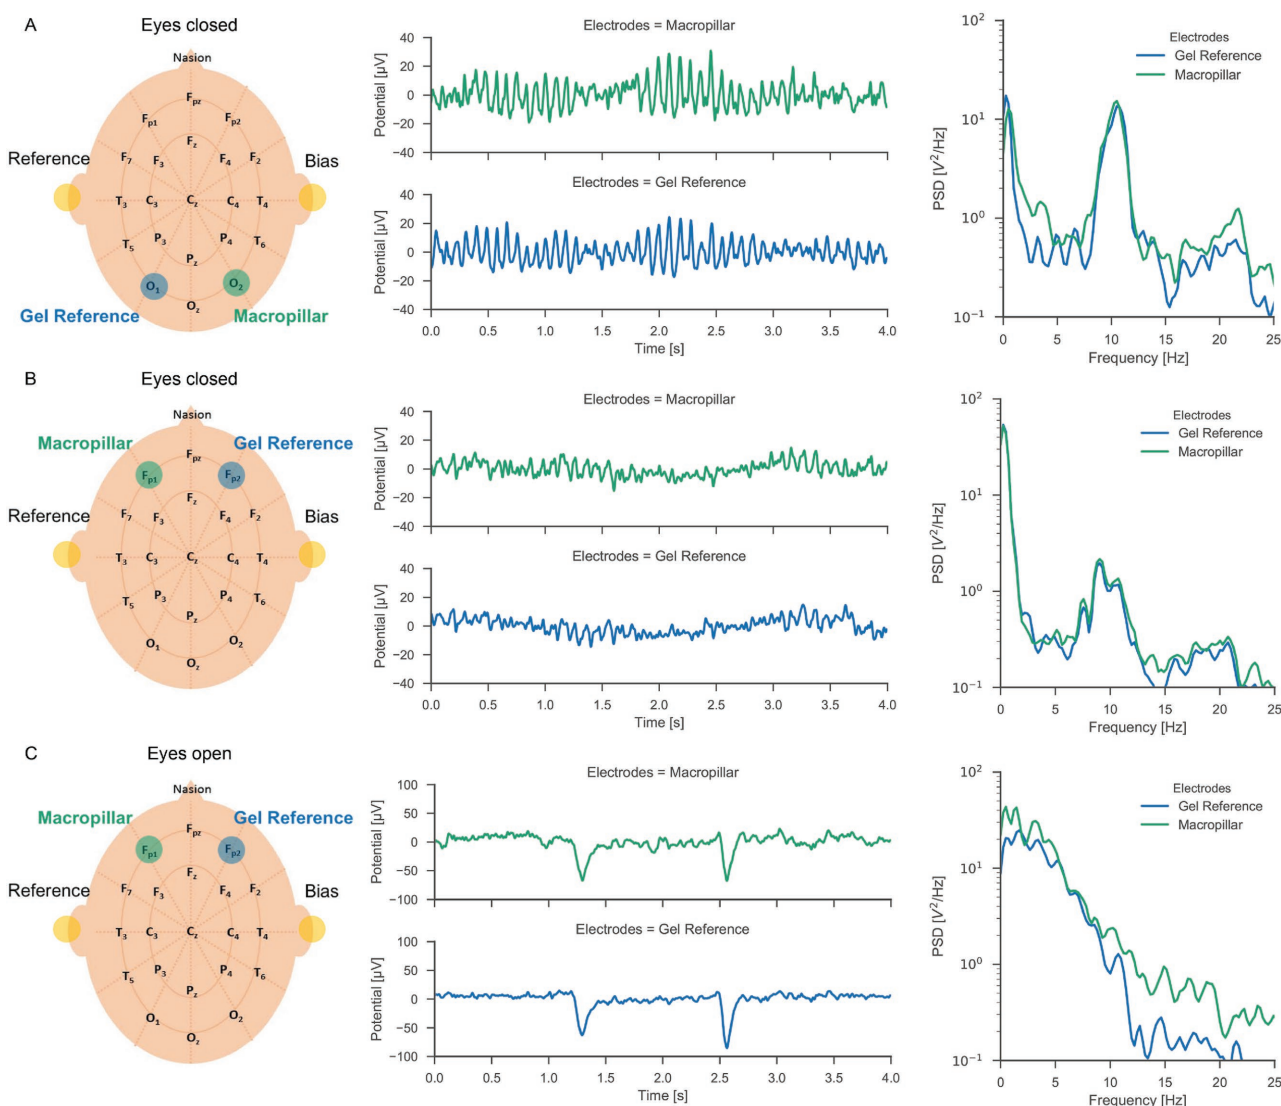 A
Eyes closed
Nasion
Fpz
Fp1
Fp2
Fz
F7
F3
F4
F2
Reference
Bias
T3
C3
Cz
C4
T4
T5
P3
P4
T6
Pz
O1
O2
Oz
Gel Reference
Macropillar
Electrodes = Macropillar
Potential [µV]
40
20
0
−20
−40
Electrodes = Gel Reference
Potential [µV]
40
20
0
−20
−40
0.0 0.5 1.0 1.5 2.0 2.5 3.0 3.5 4.0
Time [s]
Electrodes
Gel Reference
Macropillar
PSD [V²/Hz]
10²
10¹
10⁰
10⁻¹
0 5 10 15 20 25
Frequency [Hz]
B
Eyes closed
Nasion
Macropillar
Gel Reference
Fpz
Fp1
Fp2
Fz
F7
F3
F4
F2
Reference
Bias
T3
C3
Cz
C4
T4
T5
P3
P4
T6
Pz
O1
O2
Oz
Electrodes = Macropillar
Potential [µV]
40
20
0
−20
−40
Electrodes = Gel Reference
Potential [µV]
40
20
0
−20
−40
0.0 0.5 1.0 1.5 2.0 2.5 3.0 3.5 4.0
Time [s]
Electrodes
Gel Reference
Macropillar
PSD [V²/Hz]
10²
10¹
10⁰
10⁻¹
0 5 10 15 20 25
Frequency [Hz]
C
Eyes open
Nasion
Macropillar
Gel Reference
Fpz
Fp1
Fp2
Fz
F7
F3
F4
F2
Reference
Bias
T3
C3
Cz
C4
T4
T5
P3
P4
T6
Pz
O1
O2
Oz
Electrodes = Macropillar
Potential [µV]
100
50
0
−50
−100
Electrodes = Gel Reference
Potential [µV]
100
50
0
−50
−100
0.0 0.5 1.0 1.5 2.0 2.5 3.0 3.5 4.0
Time [s]
Electrodes
Gel Reference
Macropillar
PSD [V²/Hz]
10²
10¹
10⁰
10⁻¹
0 5 10 15 20 25
Frequency [Hz]